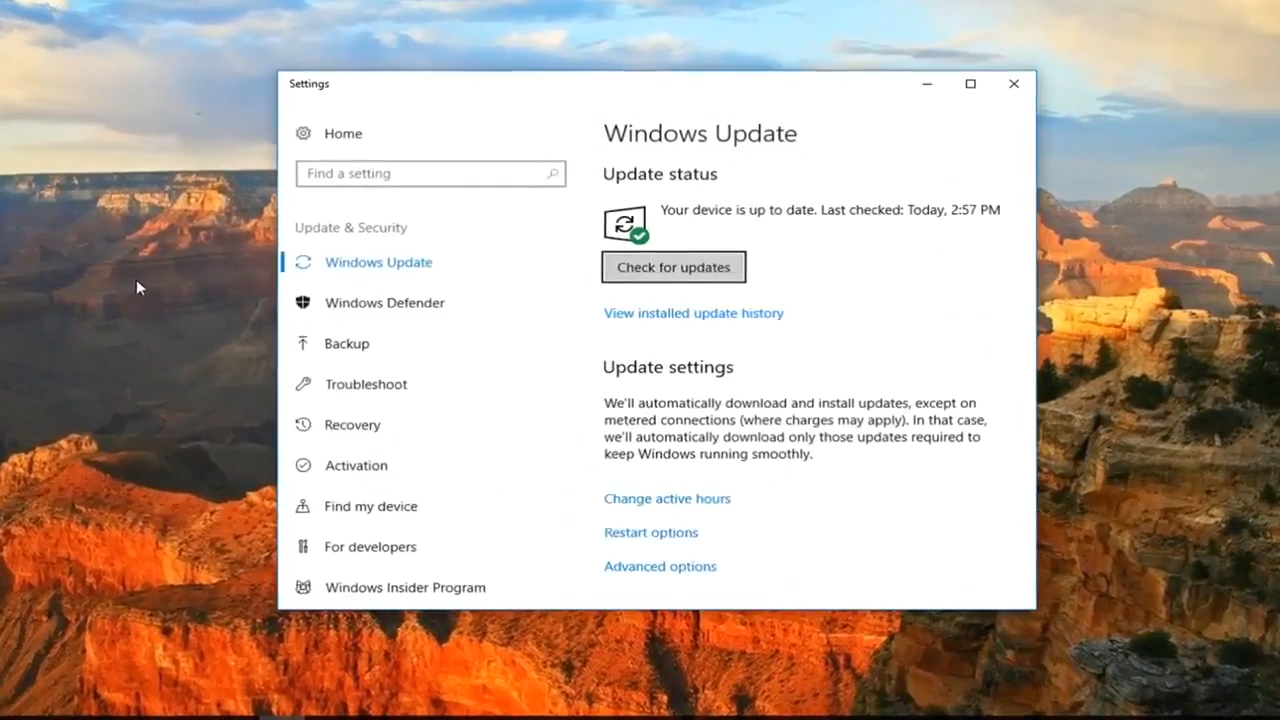 Settings
Home
Find a setting
Update & Security
Windows Update
Windows Defender
Backup
Troubleshoot
Recovery
Activation
Find my device
For developers
Windows Insider Program
Windows Update
Update status
Your device is up to date. Last checked: Today, 2:57 PM
Check for updates
View installed update history
Update settings
We'll automatically download and install updates, except on
metered connections (where charges may apply). In that case,
we'll automatically download only those updates required to
keep Windows running smoothly.
Change active hours
Restart options
Advanced options